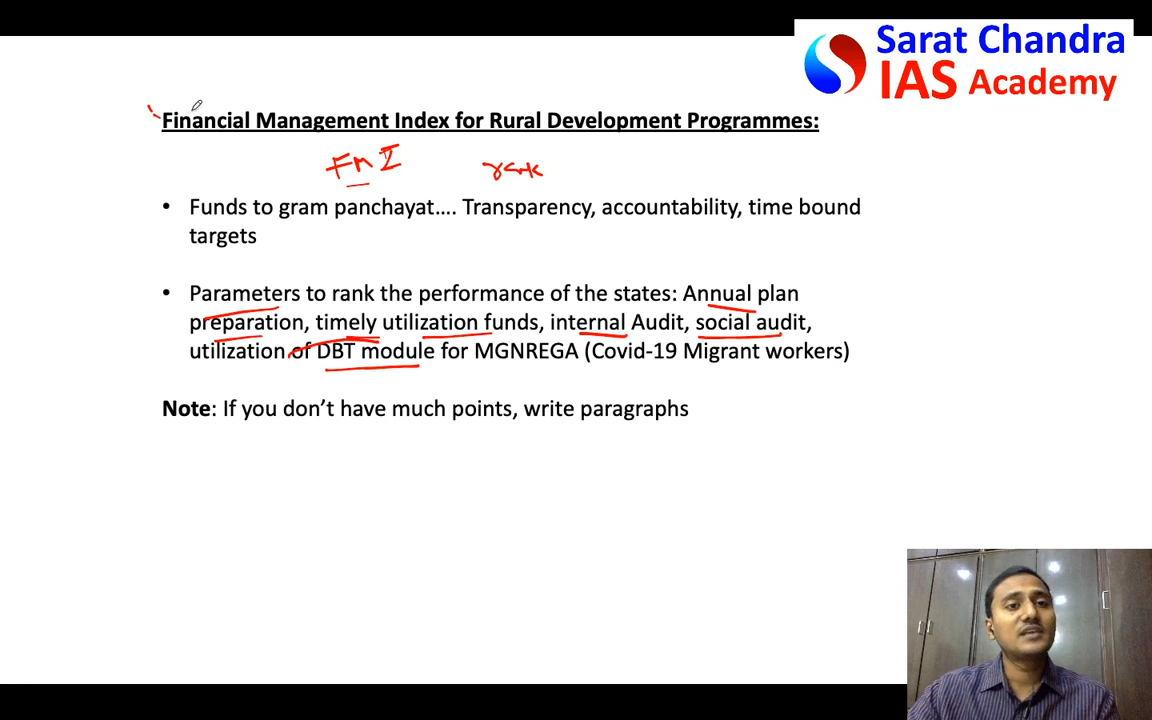 Sarat Chandra
IAS Academy
Financial Management Index for Rural Development Programmes:
FMI rank
• Funds to gram panchayat.... Transparency, accountability, time bound
targets
• Parameters to rank the performance of the states: Annual plan
preparation, timely utilization funds, internal Audit, social audit,
utilization of DBT module for MGNREGA (Covid-19 Migrant workers)
Note: If you don’t have much points, write paragraphs